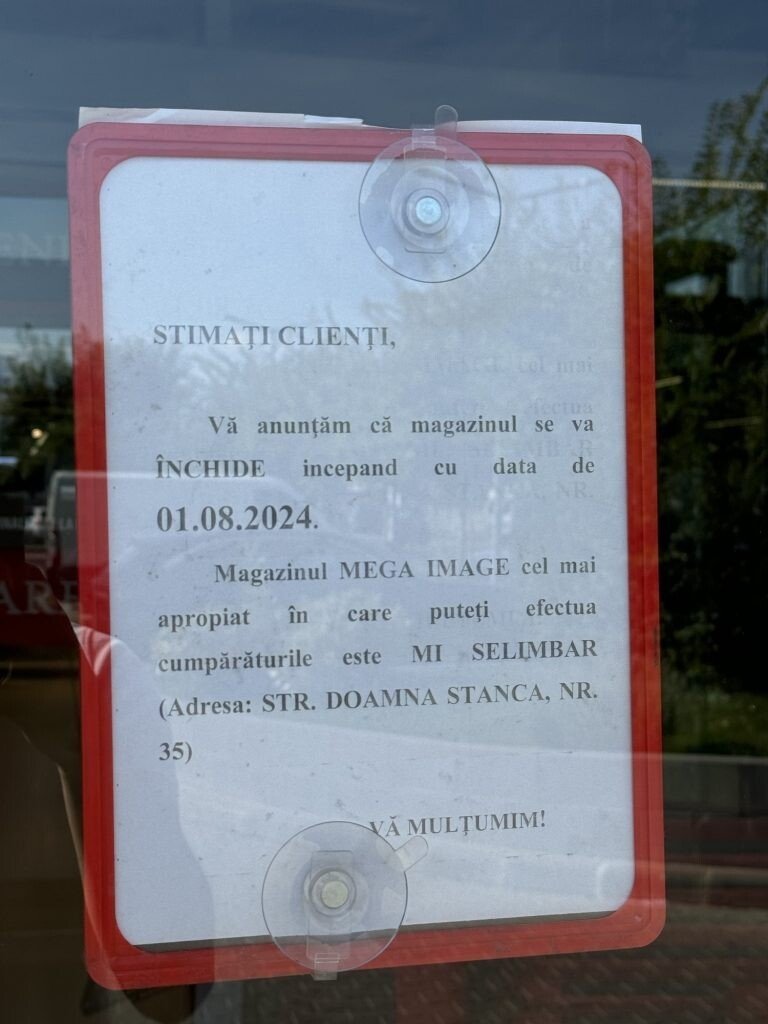 STIMAŢI CLIENŢI,
Vă anunţăm că magazinul se va
ÎNCHIDE incepand cu data de
01.08.2024.
Magazinul MEGA IMAGE cel mai
apropiat în care puteţi efectua
cumpărăturile este MI SELIMBAR
(Adresa: STR. DOAMNA STANCA, NR.
35)
VĂ MULŢUMIM!